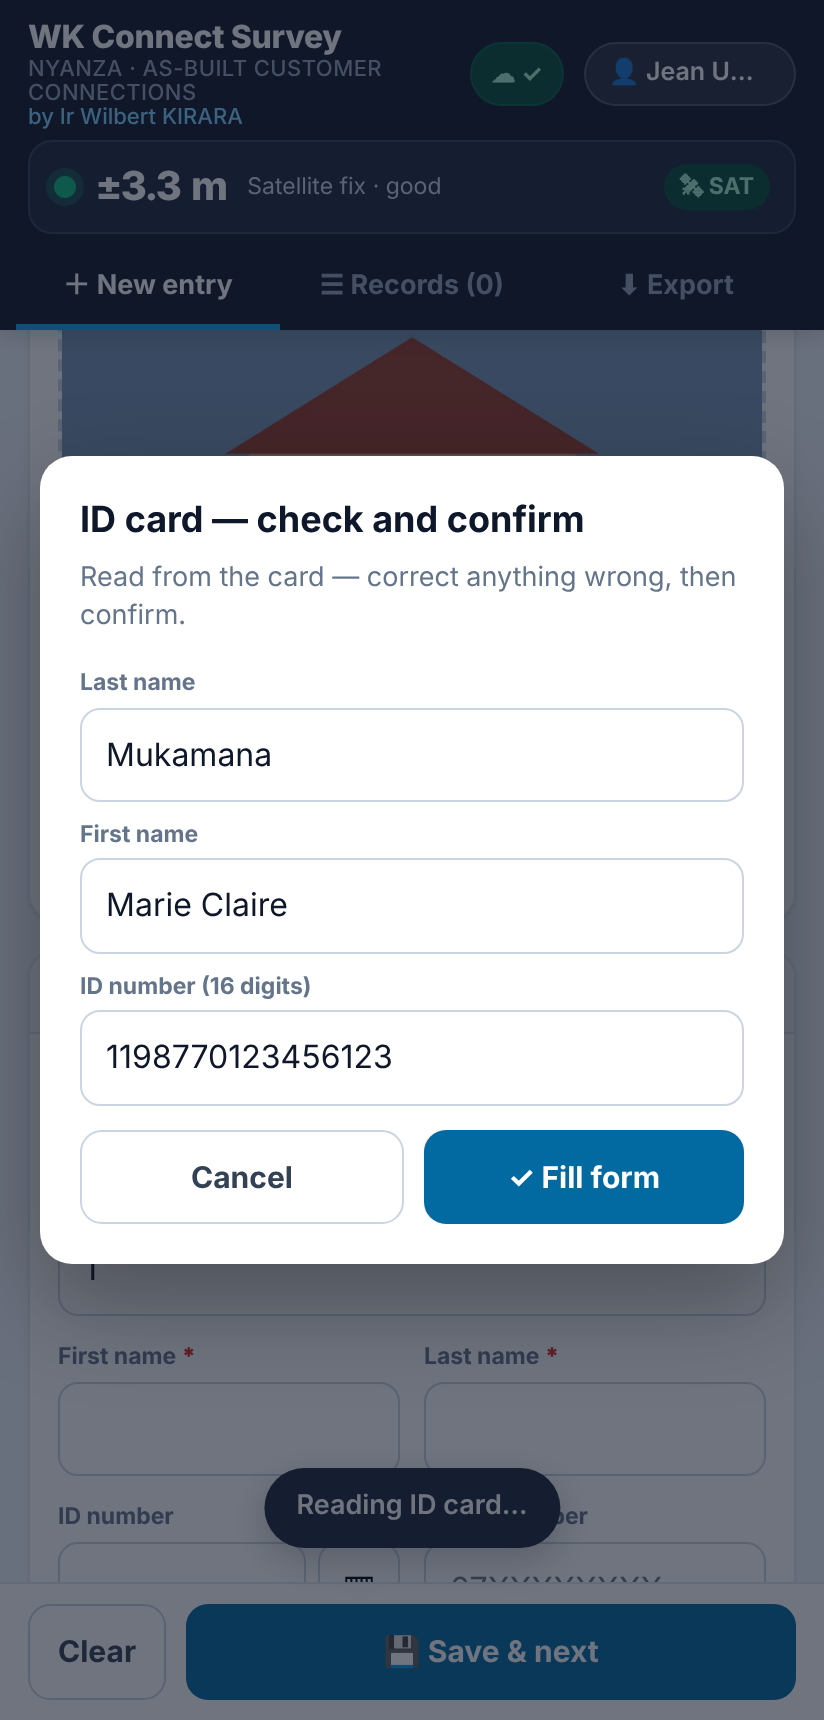 WK Connect Survey
NYANZA · AS-BUILT CUSTOMER
CONNECTIONS
by Ir Wilbert KIRARA
☁ ✓
👤 Jean U...
±3.3 m
Satellite fix · good
🛰 SAT
＋ New entry
☰ Records (0)
⬇ Export
ID card — check and confirm
Read from the card — correct anything wrong, then
confirm.
Last name
Mukamana
First name
Marie Claire
ID number (16 digits)
1198770123456123
Cancel
✓ Fill form
First name *
Last name *
Reading ID card...
ID number
Clear
💾 Save & next